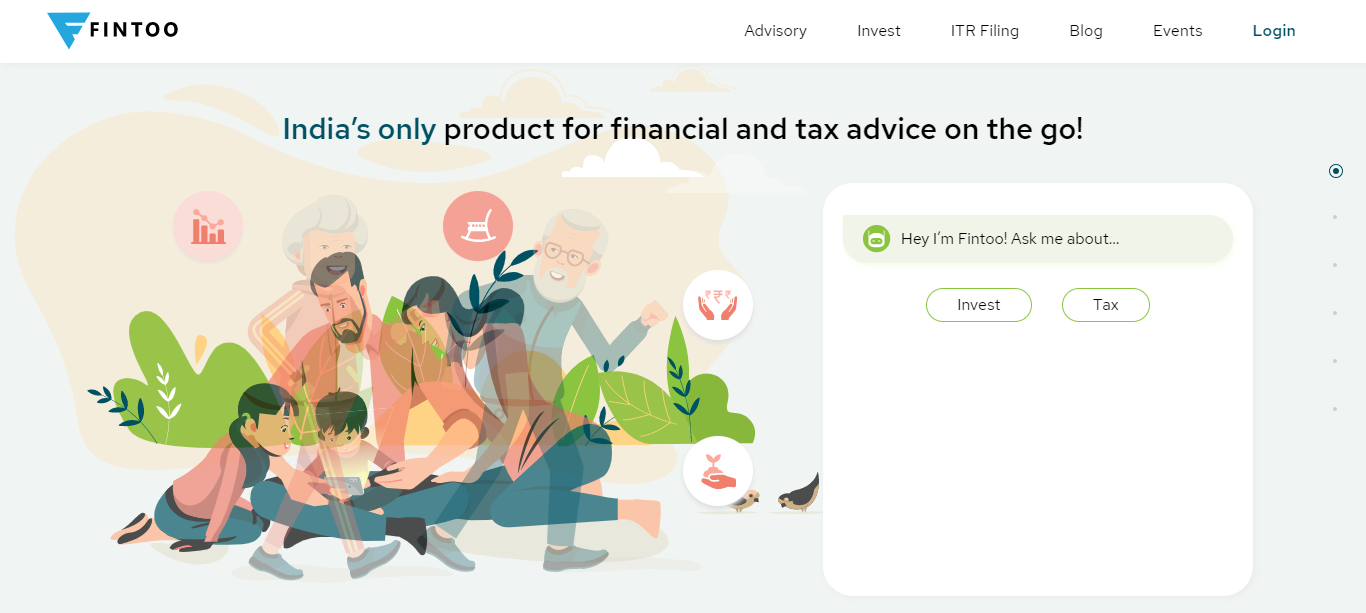 FINTOO
Advisory
Invest
ITR Filing
Blog
Events
Login
India’s only product for financial and tax advice on the go!
Hey I’m Fintoo! Ask me about...
Invest
Tax
₹₹₹